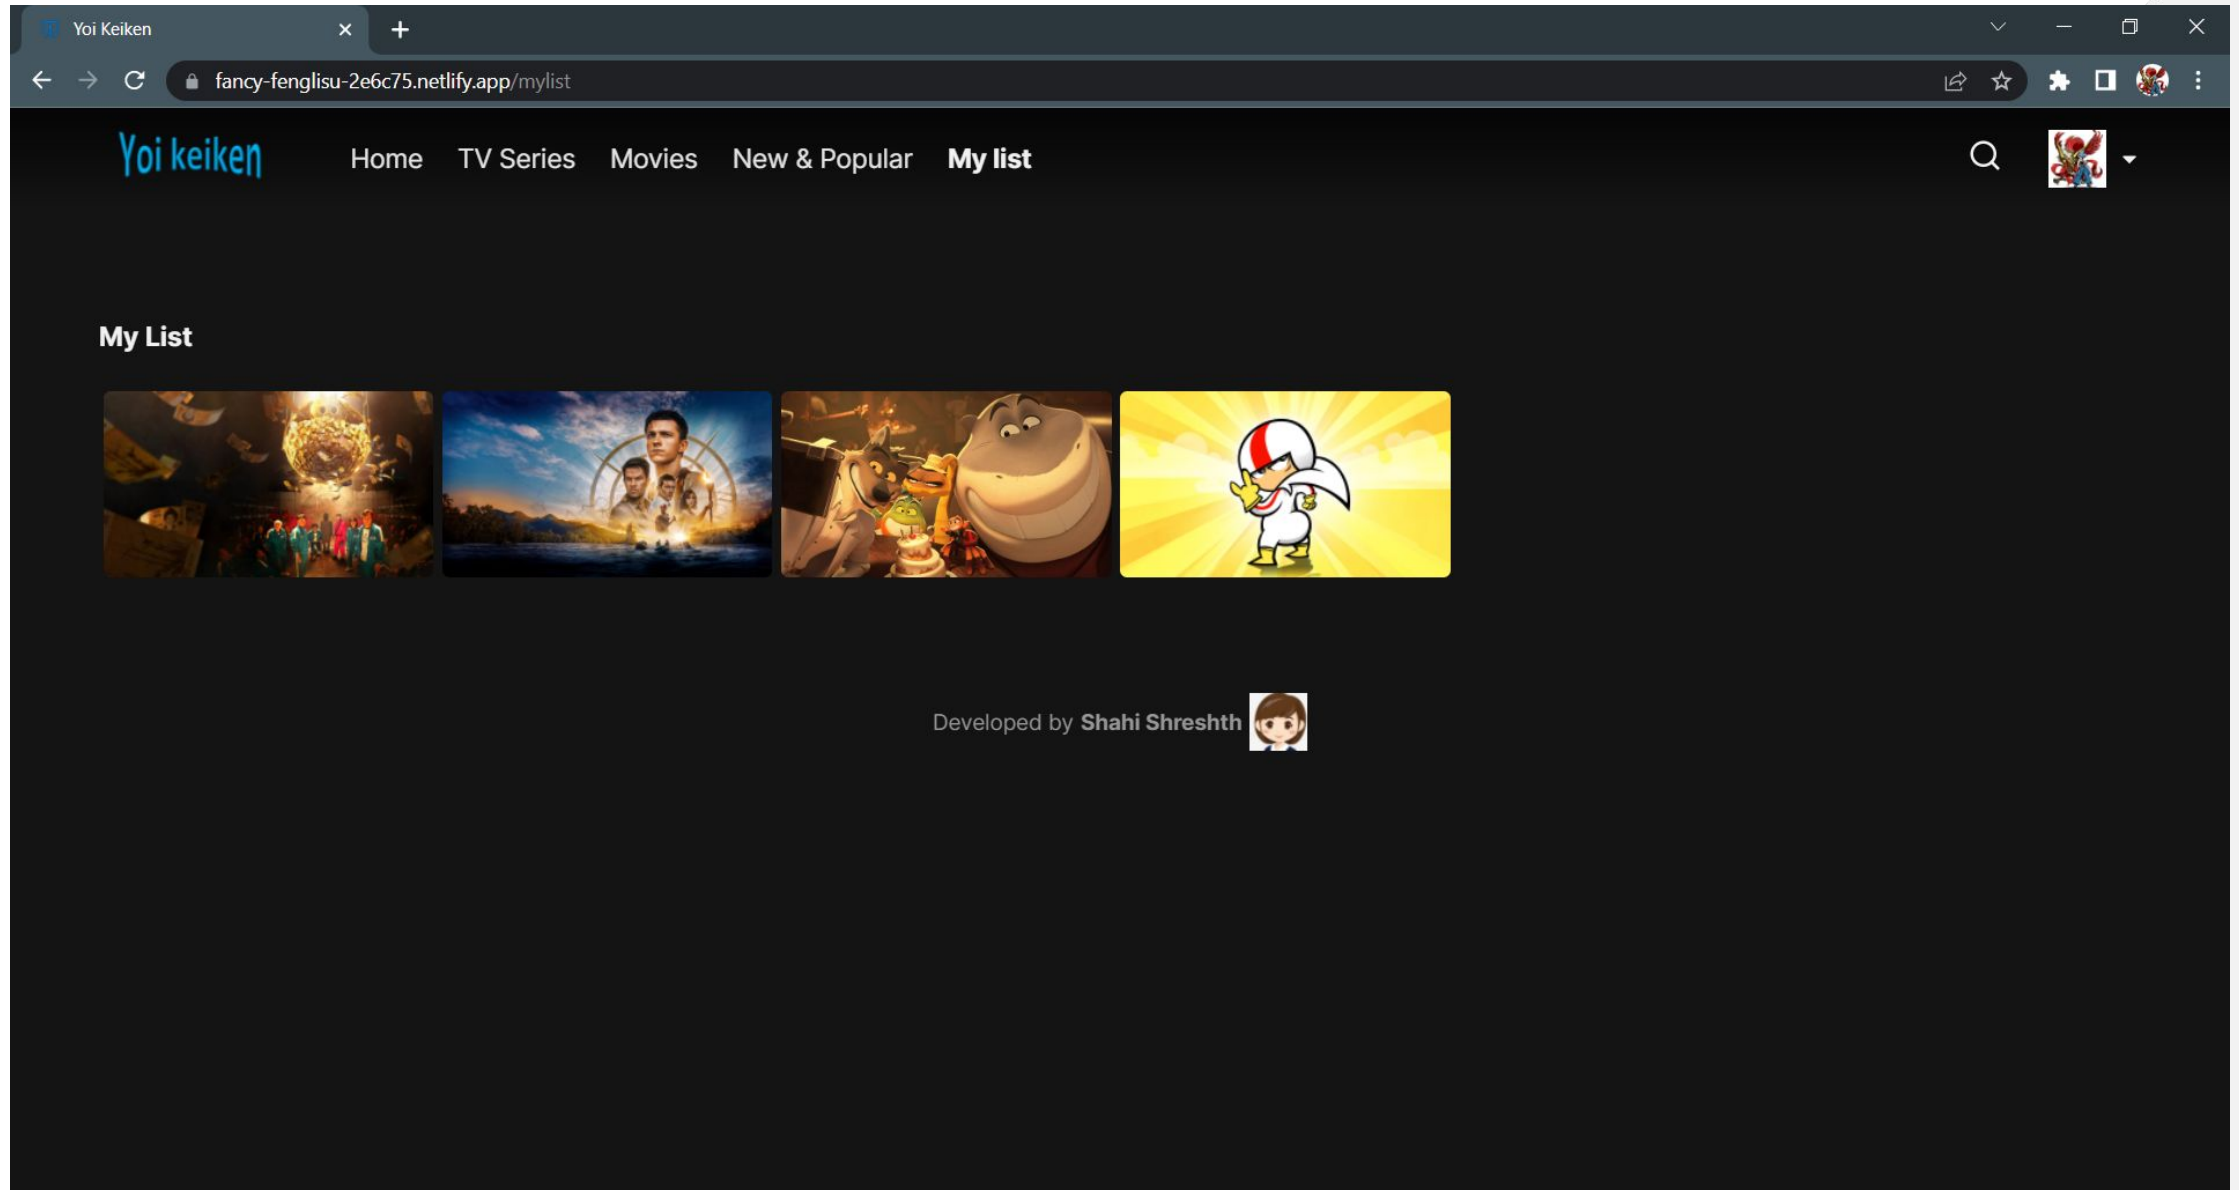 Yoi Keiken
fancy-fenglisu-2e6c75.netlify.app/mylist
Yoi keiken Home TV Series Movies New & Popular My list
My List
Developed by Shahi Shreshth